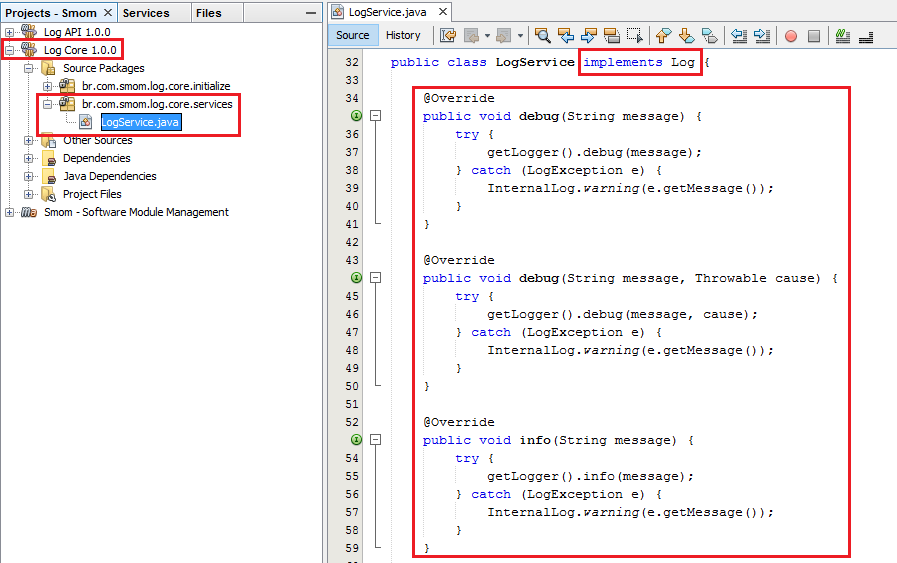 Projects - Smom × Services Files
Log API 1.0.0
Log Core 1.0.0
Source Packages
br.com.smom.log.core.initialize
br.com.smom.log.core.services
LogService.java
Other Sources
Dependencies
Java Dependencies
Project Files
Smom - Software Module Management
LogService.java ×
Source History
32 public class LogService implements Log {
33
34 @Override
public void debug(String message) {
36 try {
37 getLogger().debug(message);
38 } catch (LogException e) {
39 InternalLog.warning(e.getMessage());
40 }
41 }
42
43 @Override
public void debug(String message, Throwable cause) {
45 try {
46 getLogger().debug(message, cause);
47 } catch (LogException e) {
48 InternalLog.warning(e.getMessage());
49 }
50 }
51
52 @Override
public void info(String message) {
54 try {
55 getLogger().info(message);
56 } catch (LogException e) {
57 InternalLog.warning(e.getMessage());
58 }
59 }